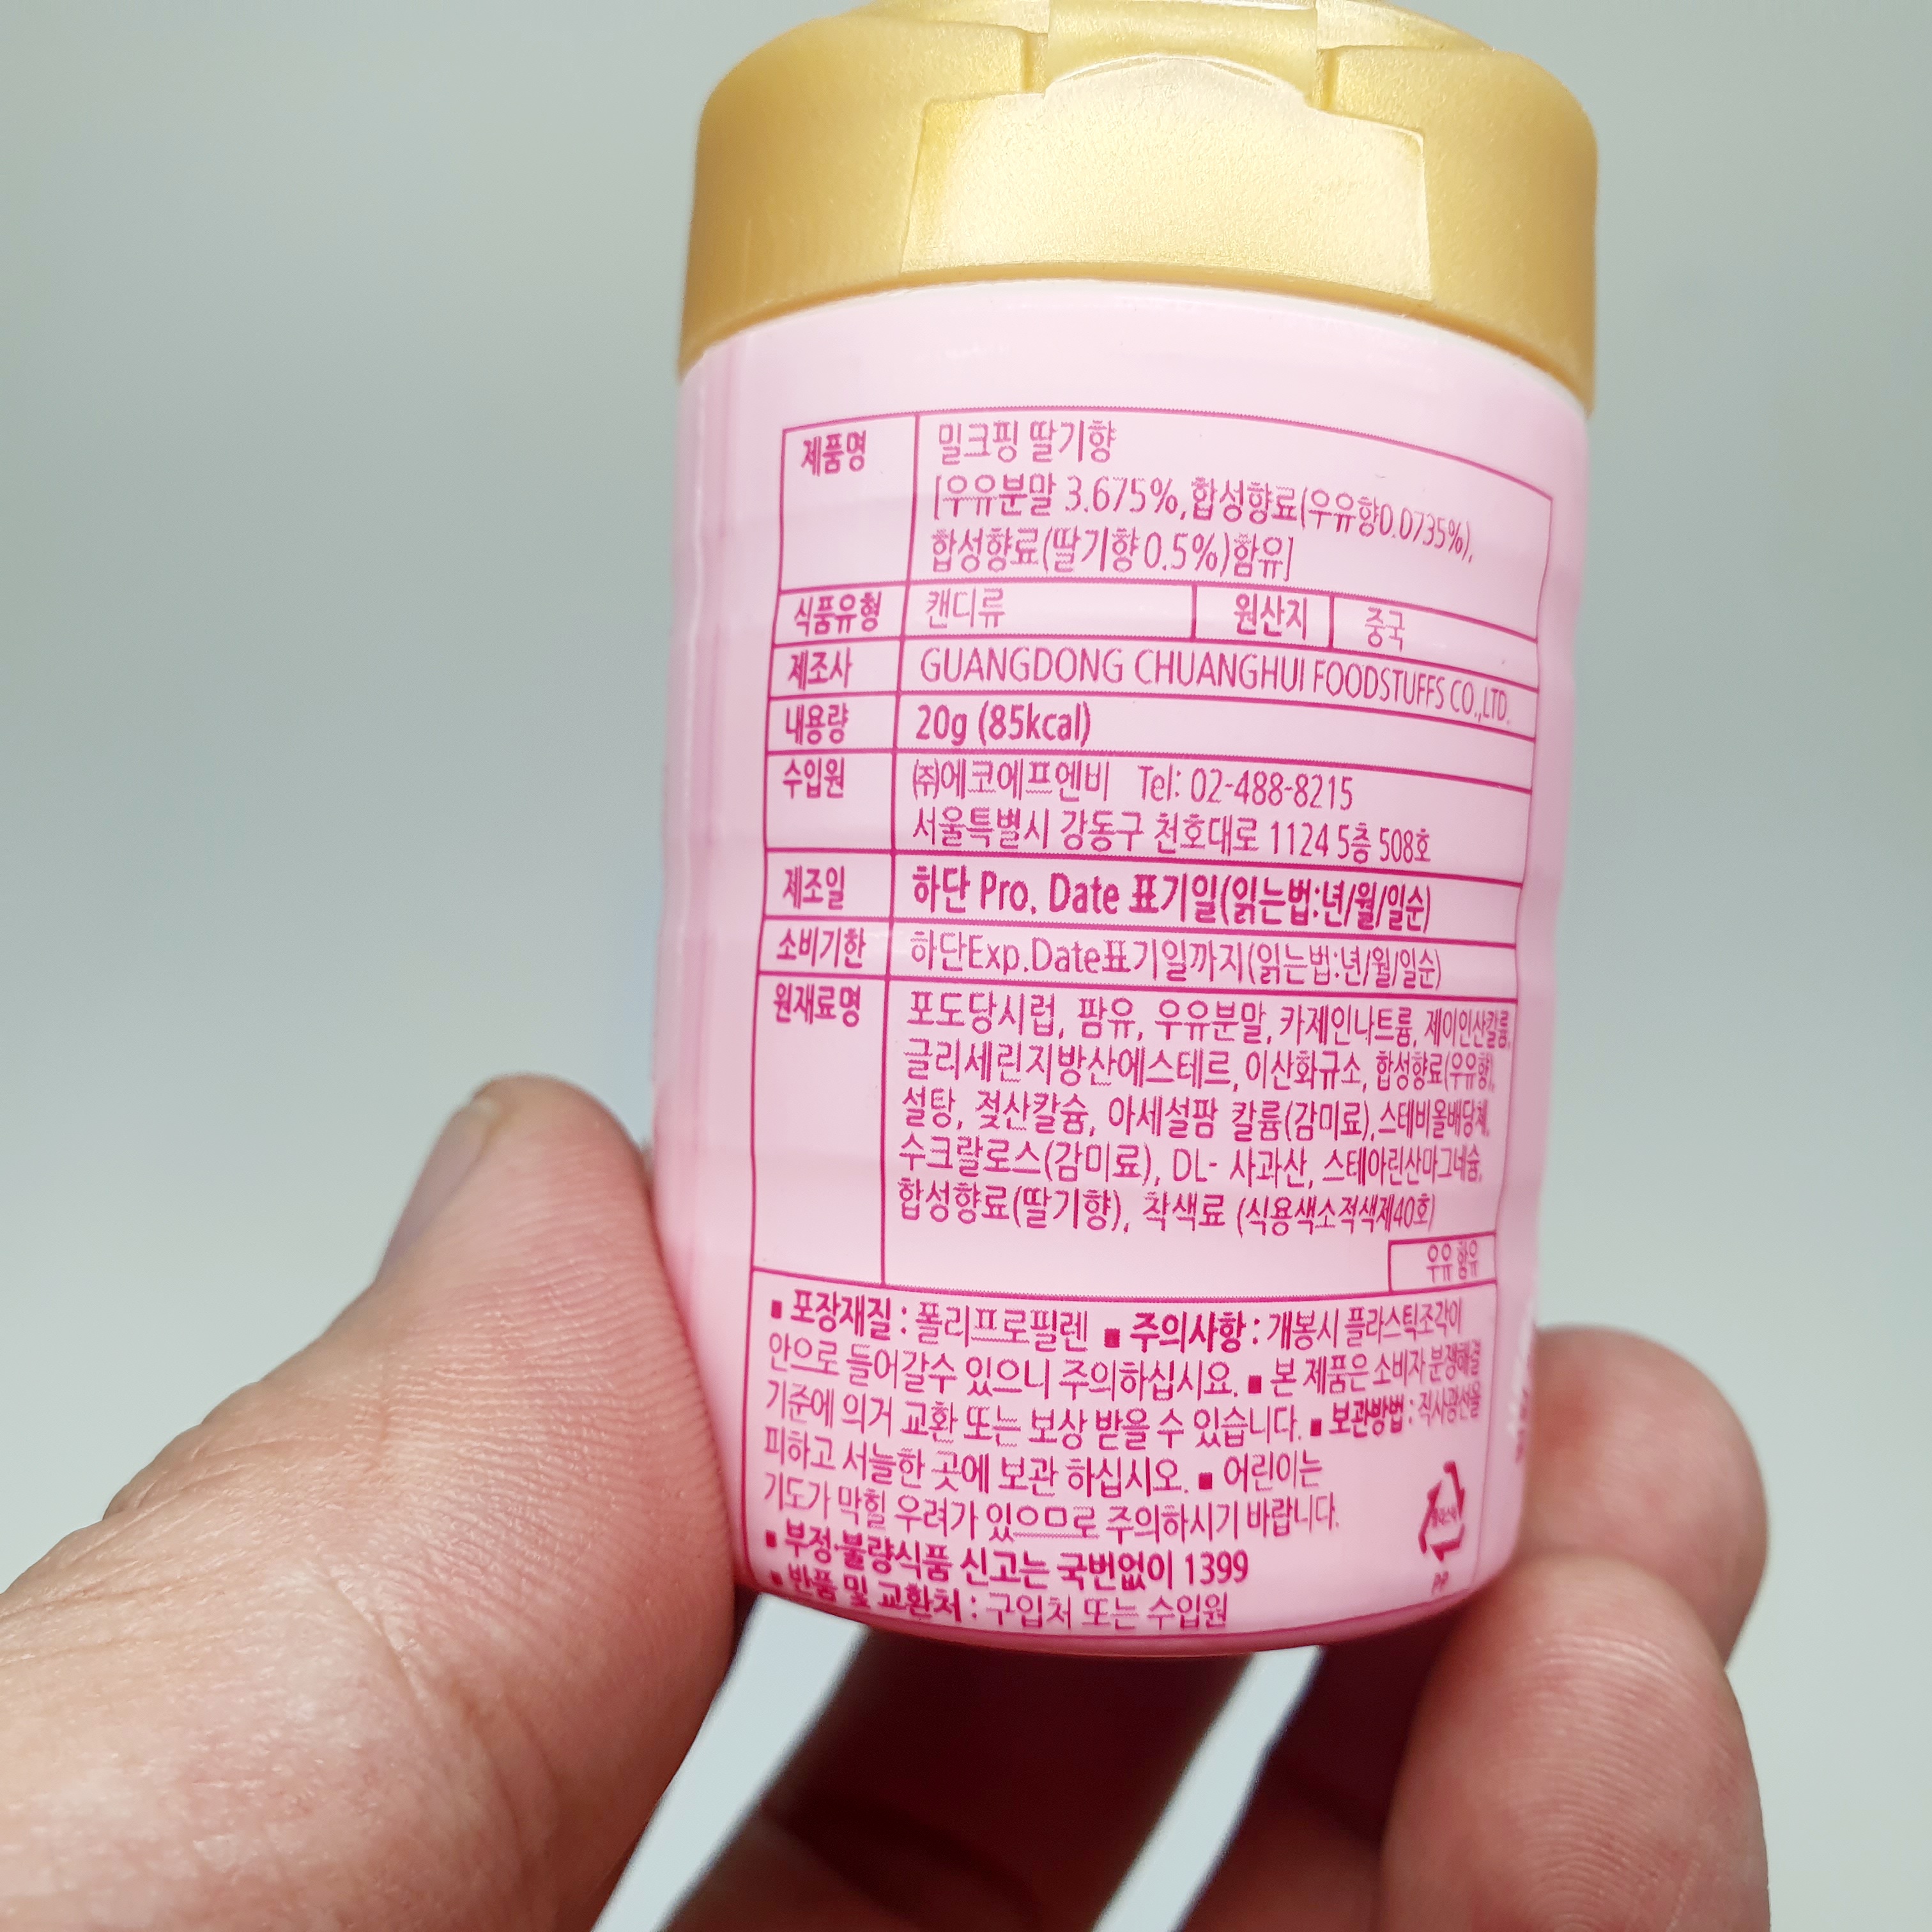 제품명 밀크핑 딸기향
[우유분말 3.675%,합성향료(우유향0.0735%),
합성향료(딸기향0.5%)함유]
식품유형 캔디류 원산지 중국
제조사 GUANGDONG CHUANGHUI FOODSTUFFS CO.,LTD.
내용량 20g (85kcal)
수입원 ㈜에코에프엔비 Tel: 02-488-8215
서울특별시 강동구 천호대로 1124 5층 508호
제조일 하단 Pro. Date 표기일(읽는법:년/월/일순)
소비기한 하단Exp.Date표기일까지(읽는법:년/월/일순)
원재료명 포도당시럽, 팜유, 우유분말, 카제인나트륨, 제이인산칼륨,
글리세린지방산에스테르, 이산화규소, 합성향료(우유향),
설탕, 젖산칼슘, 아세설팜 칼륨(감미료),스테비올배당체,
수크랄로스(감미료), DL- 사과산, 스테아린산마그네슘,
합성향료(딸기향), 착색료 (식용색소적색제40호)
우유 함유
■ 포장재질 : 폴리프로필렌 ■ 주의사항 : 개봉시 플라스틱조각이
안으로 들어갈수 있으니 주의하십시요. ■ 본 제품은 소비자 분쟁해결
기준에 의거 교환 또는 보상 받을 수 있습니다. ■ 보관방법 : 직사광선을
피하고 서늘한 곳에 보관 하십시오. ■ 어린이는
기도가 막힐 우려가 있으므로 주의하시기 바랍니다.
■ 부정·불량식품 신고는 국번없이 1399
■ 반품 및 교환처 : 구입처 또는 수입원
플라스틱
PP